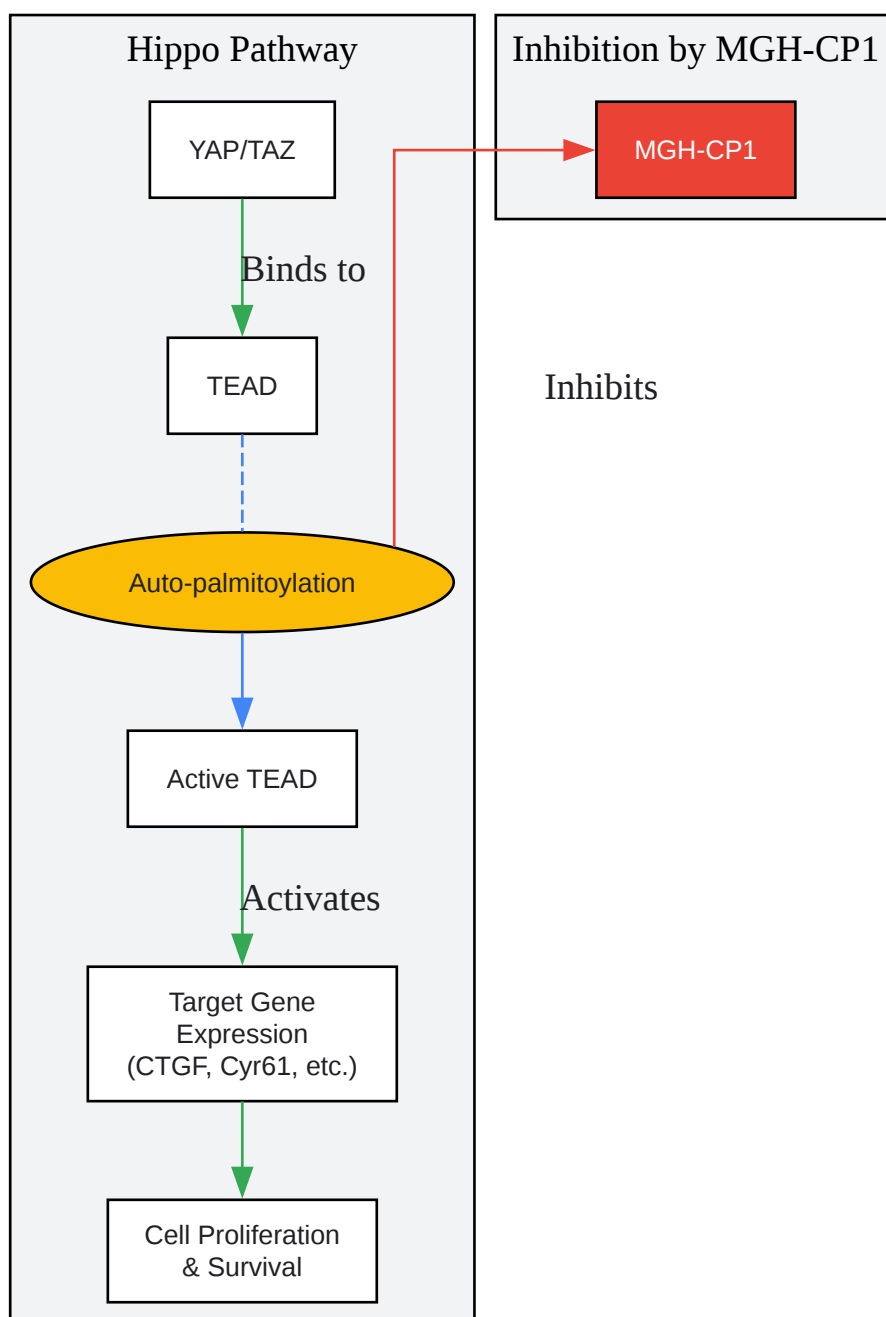 Hippo Pathway
Inhibition by MGH-CP1
YAP/TAZ
MGH-CP1
Binds to
TEAD
Inhibits
Auto-palmitoylation
Active TEAD
Activates
Target Gene
Expression
(CTGF, Cyr61, etc.)
Cell Proliferation
& Survival